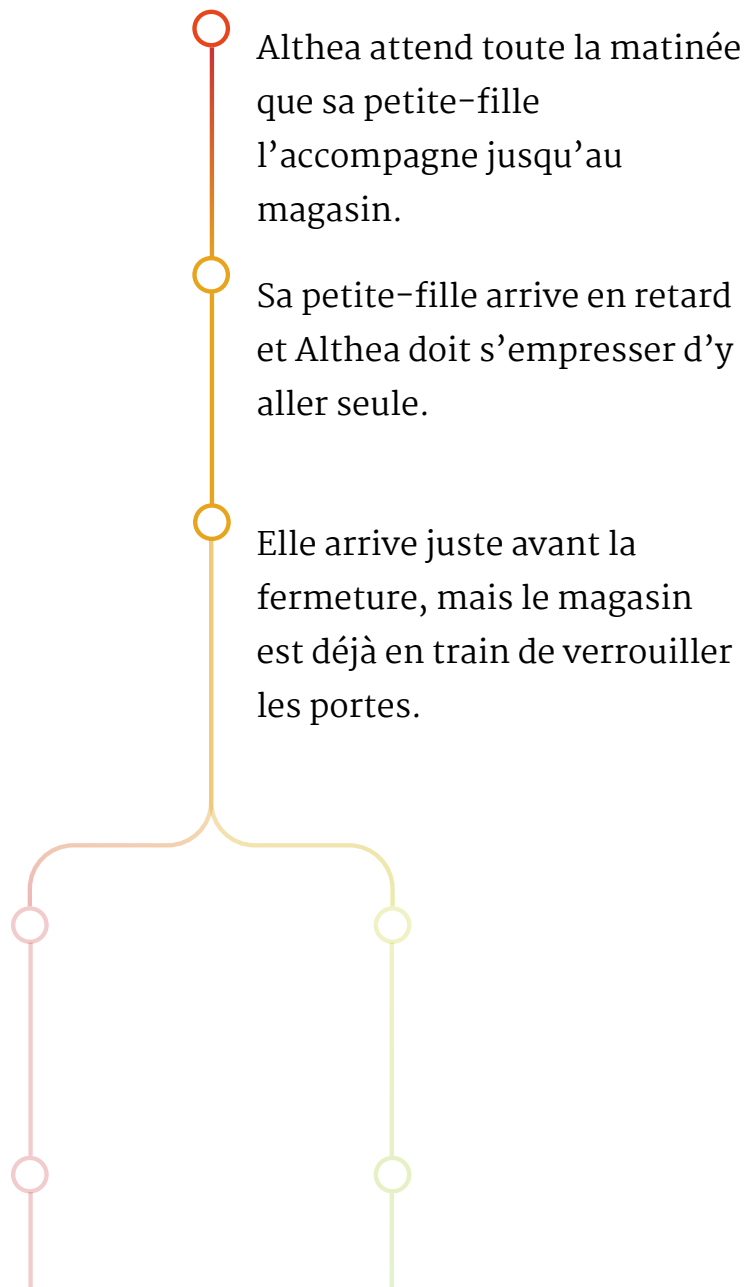 Althea attend toute la matinée
que sa petite-fille
l’accompagne jusqu’au
magasin.
Sa petite-fille arrive en retard
et Althea doit s’empresser d’y
aller seule.
Elle arrive juste avant la
fermeture, mais le magasin
est déjà en train de verrouiller
les portes.